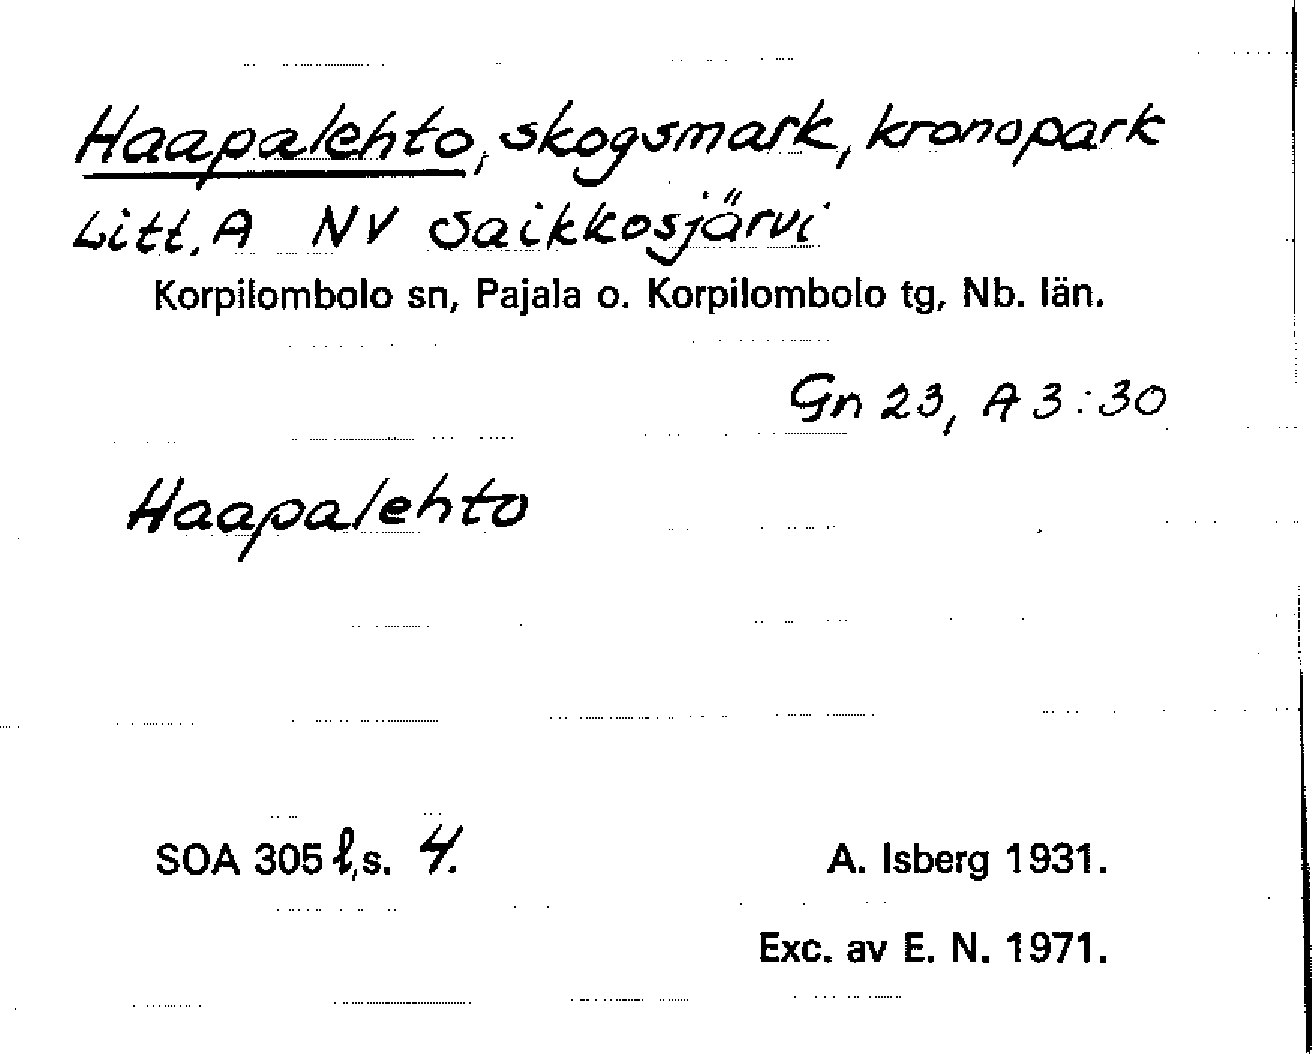 Haapalehto, skogsmark, kronopark
Litt. A NV Saikkosjärvi
Korpilombolo sn, Pajala o. Korpilombolo tg, Nb. län.
Gn 23, A 3:30
Haapalehto
SOA 305 l, s. 4.
A. Isberg 1931.
Exc. av E. N. 1971.